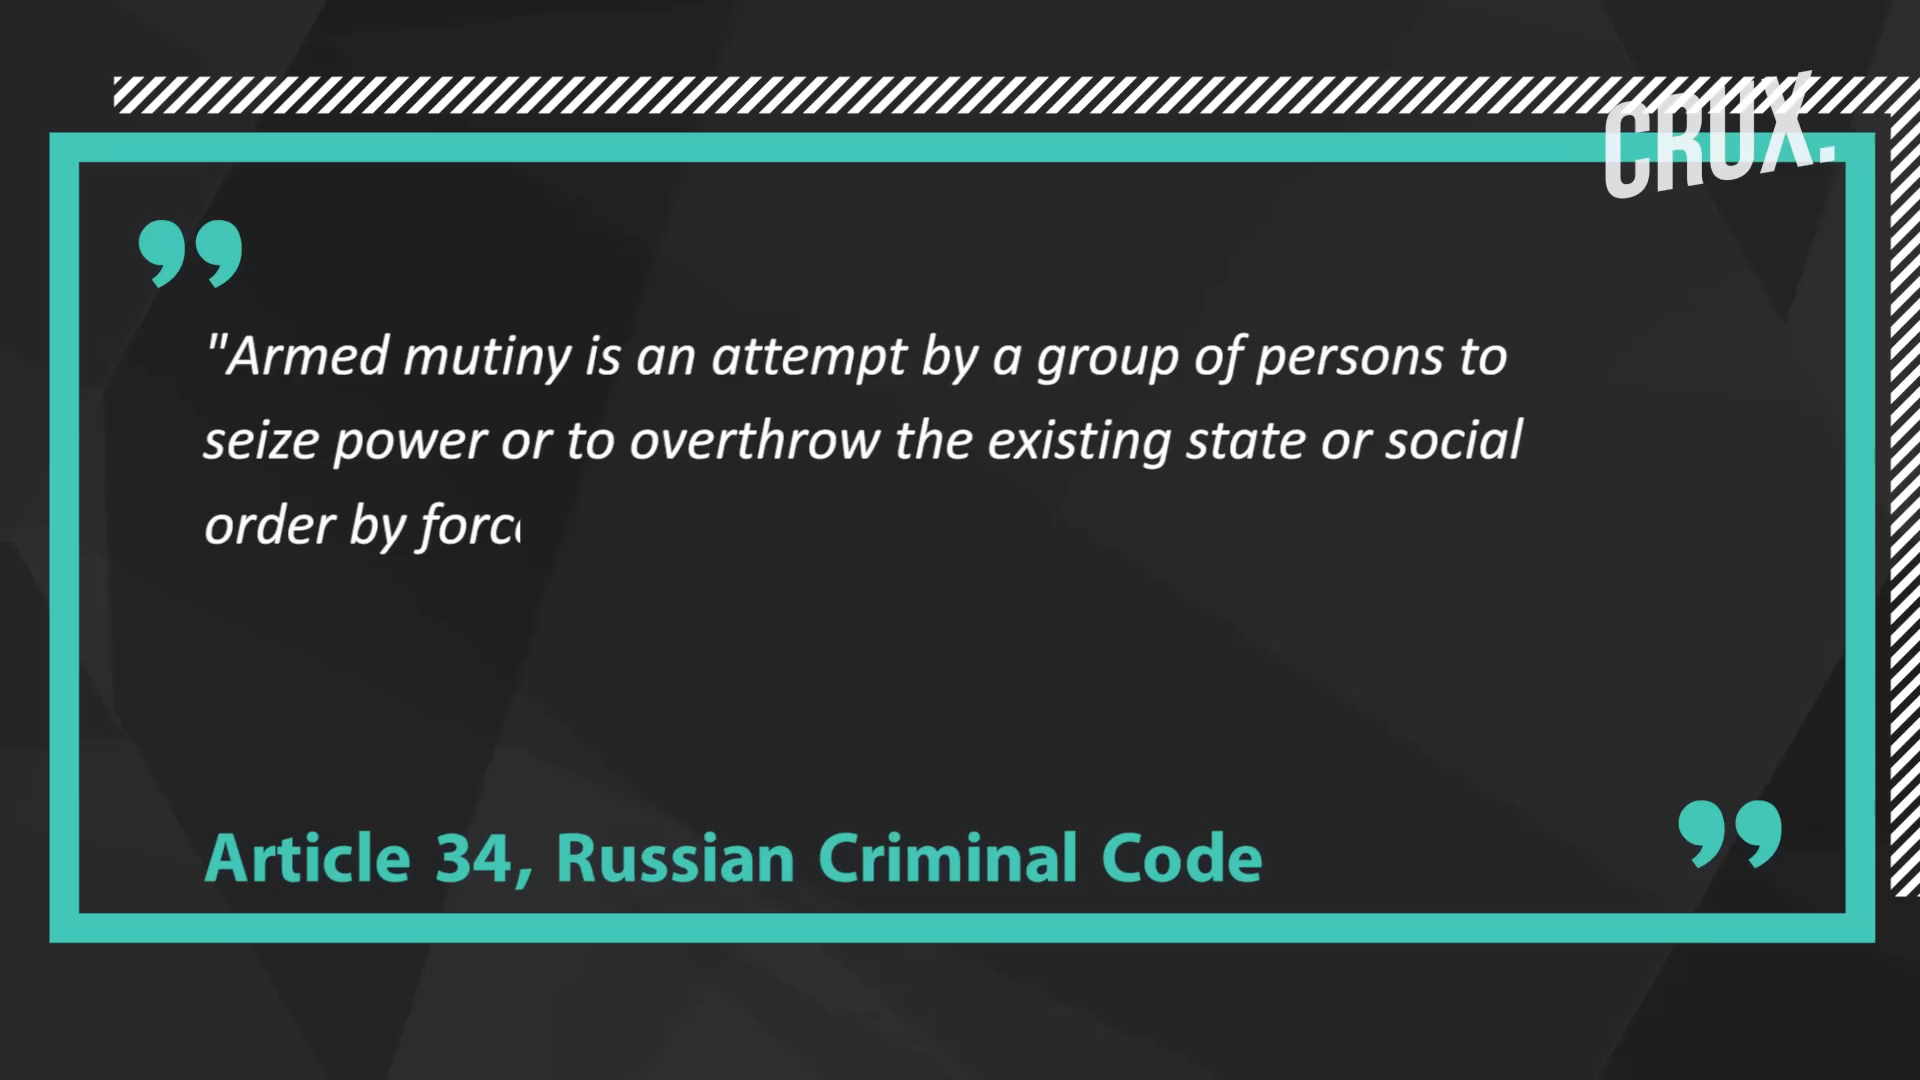 CRUX.
"Armed mutiny is an attempt by a group of persons to
seize power or to overthrow the existing state or social
order by force
Article 34, Russian Criminal Code